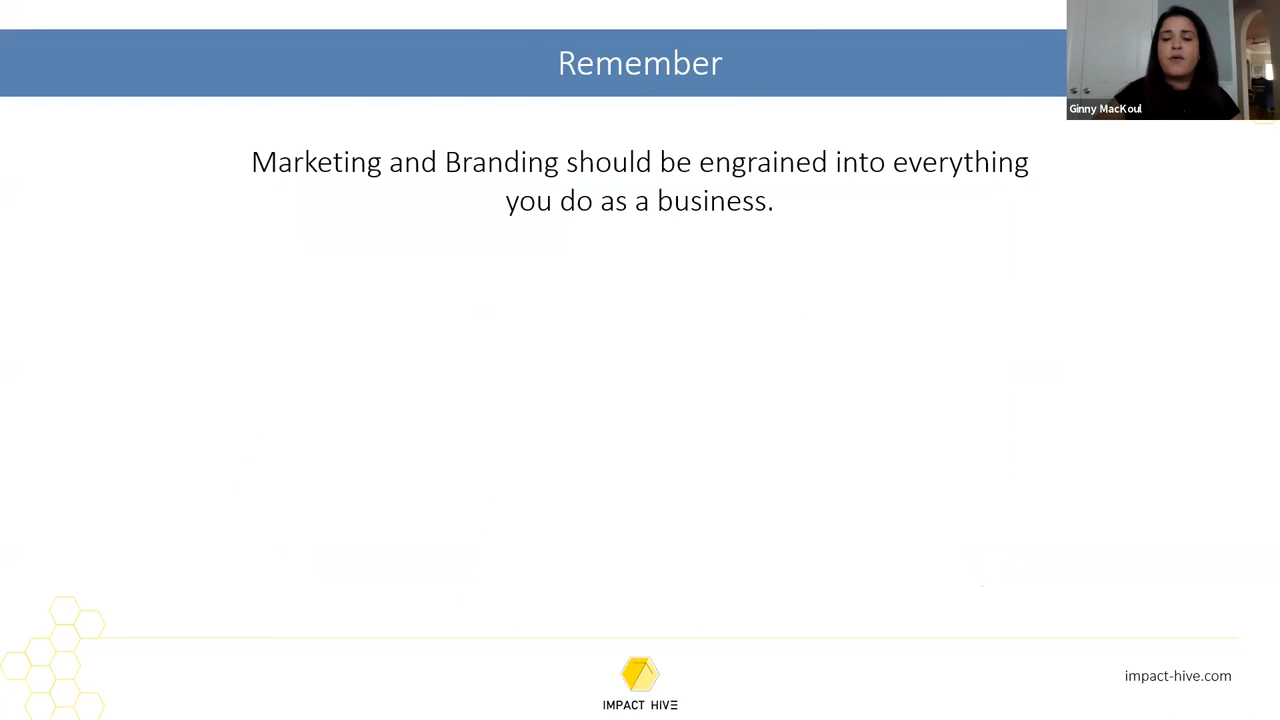 Remember
Ginny MacKoul
Marketing and Branding should be engrained into everything
you do as a business.
IMPACT HIVE
impact-hive.com